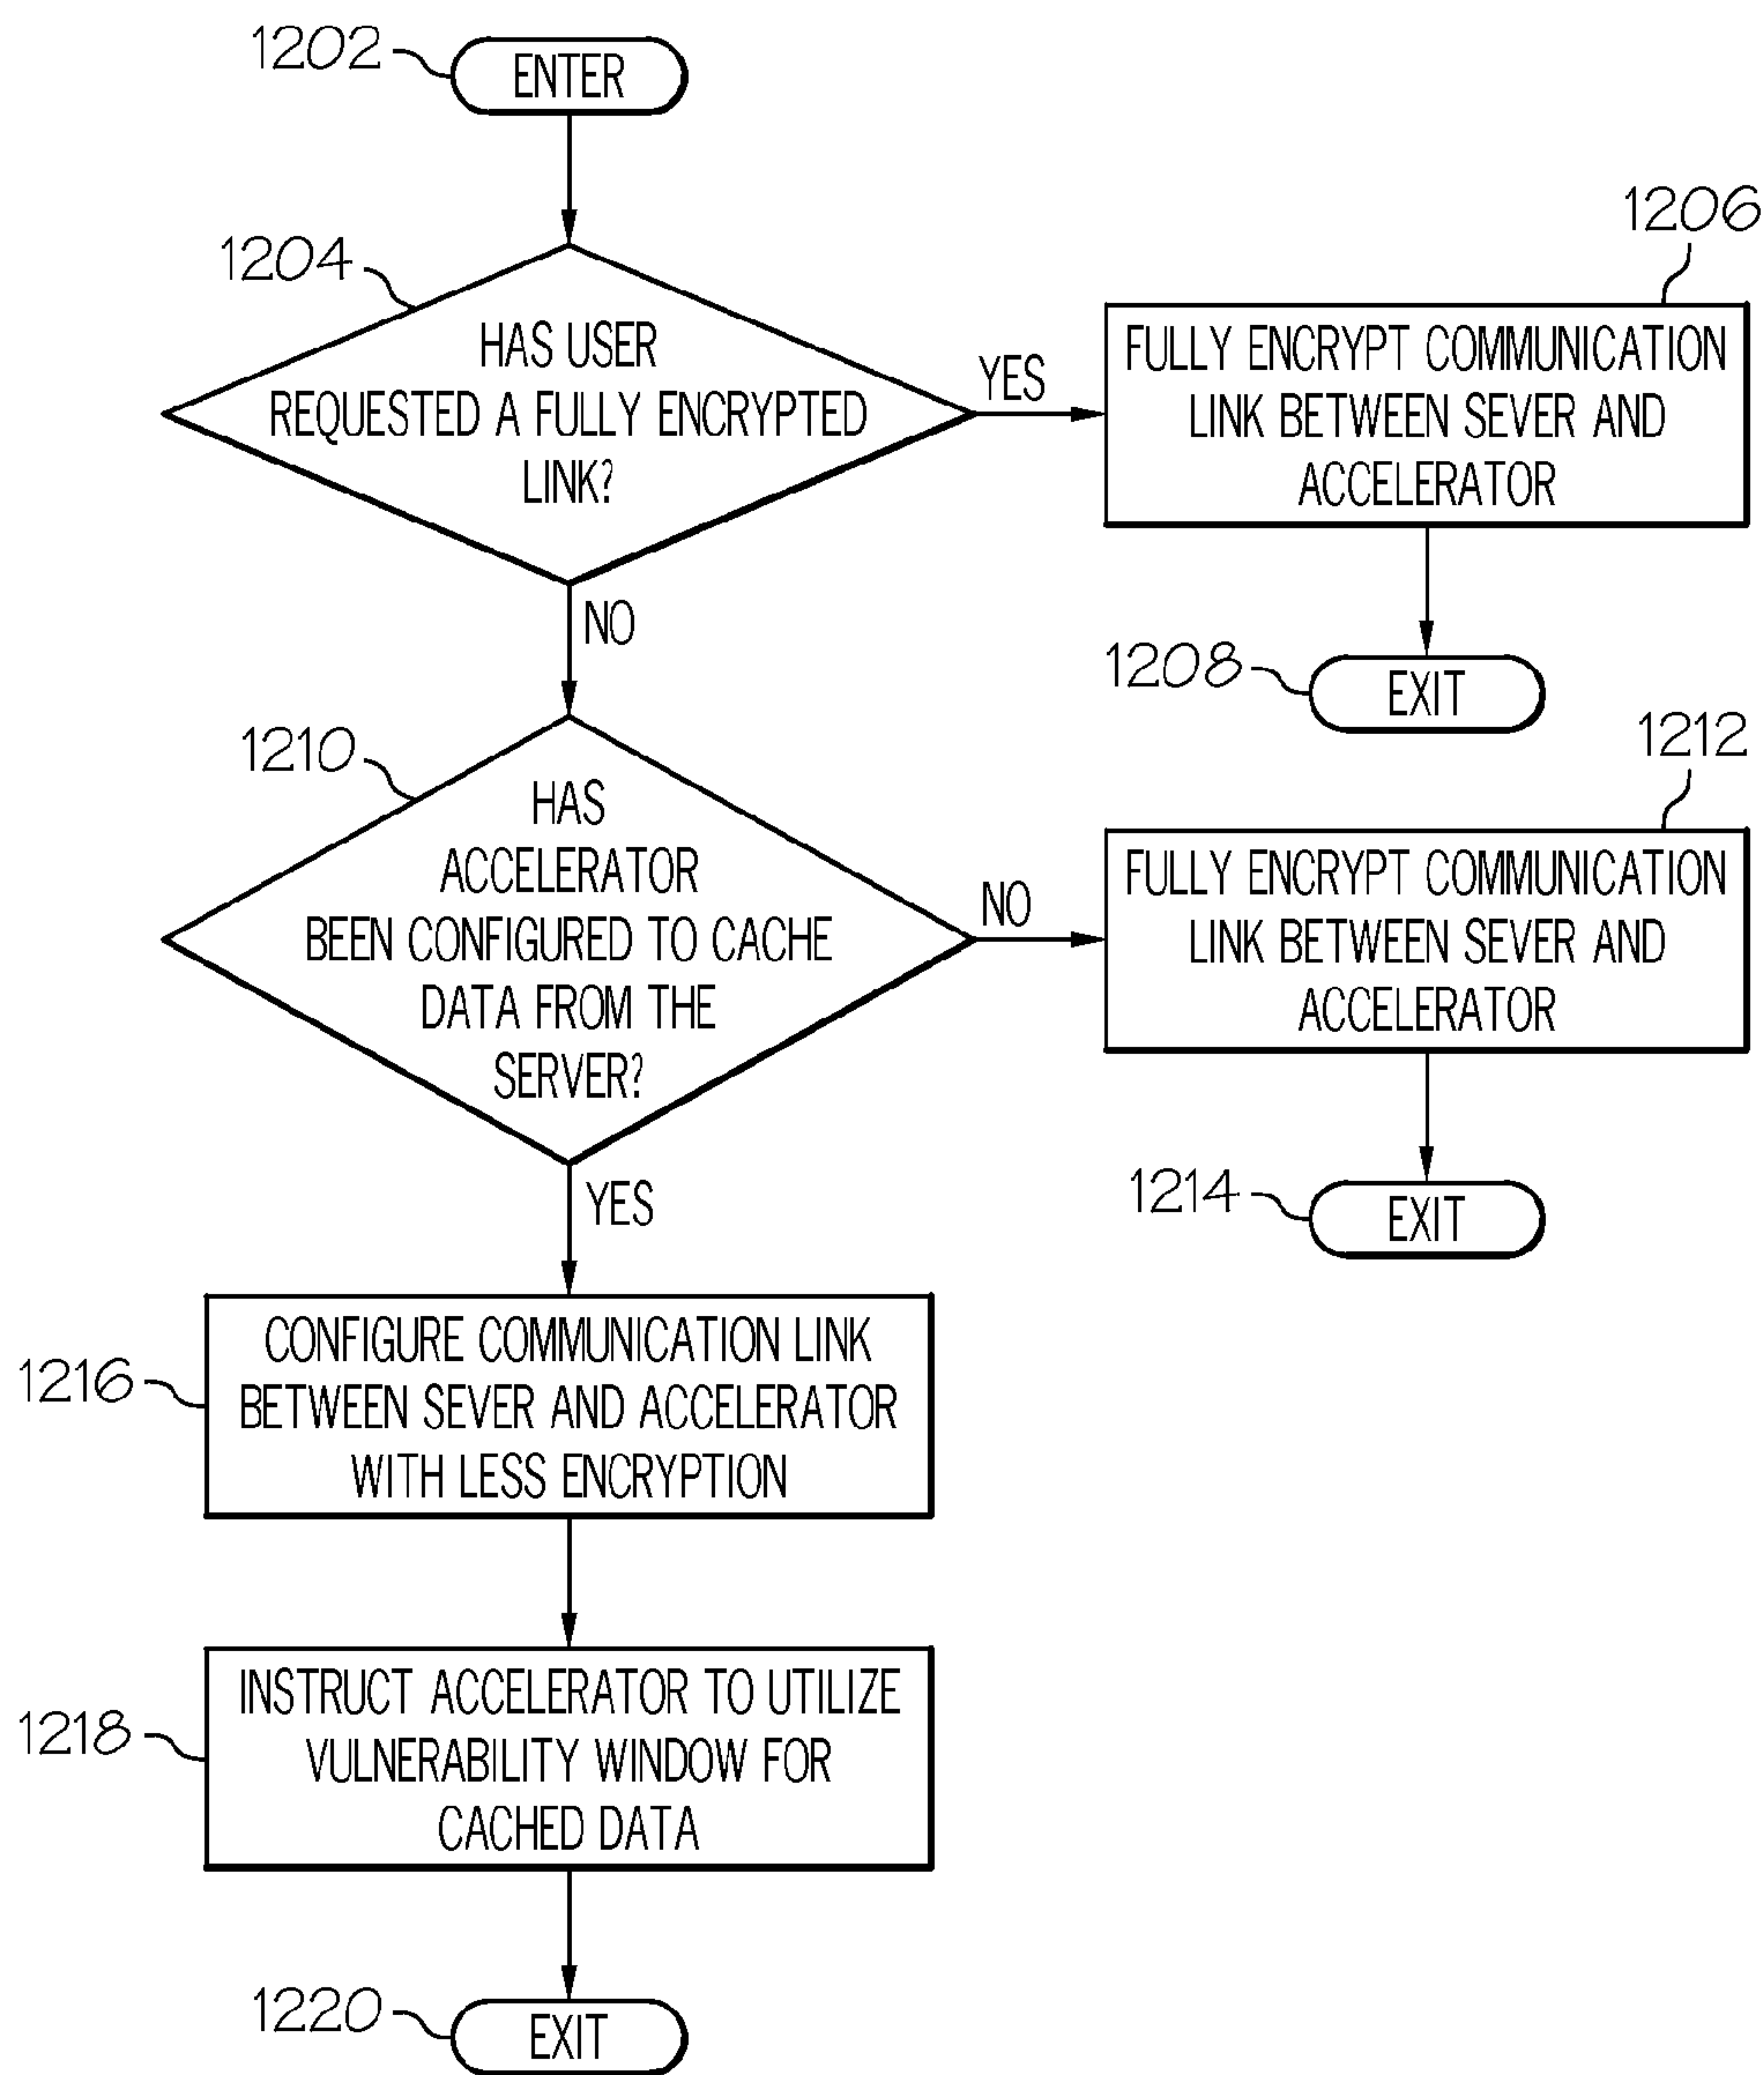 1202
ENTER
1204
HAS USER
REQUESTED A FULLY ENCRYPTED
LINK?
YES
1206
FULLY ENCRYPT COMMUNICATION
LINK BETWEEN SEVER AND
ACCELERATOR
1208
EXIT
NO
1210
HAS
ACCELERATOR
BEEN CONFIGURED TO CACHE
DATA FROM THE
SERVER?
NO
1212
FULLY ENCRYPT COMMUNICATION
LINK BETWEEN SEVER AND
ACCELERATOR
1214
EXIT
YES
1216
CONFIGURE COMMUNICATION LINK
BETWEEN SEVER AND ACCELERATOR
WITH LESS ENCRYPTION
1218
INSTRUCT ACCELERATOR TO UTILIZE
VULNERABILITY WINDOW FOR
CACHED DATA
1220
EXIT